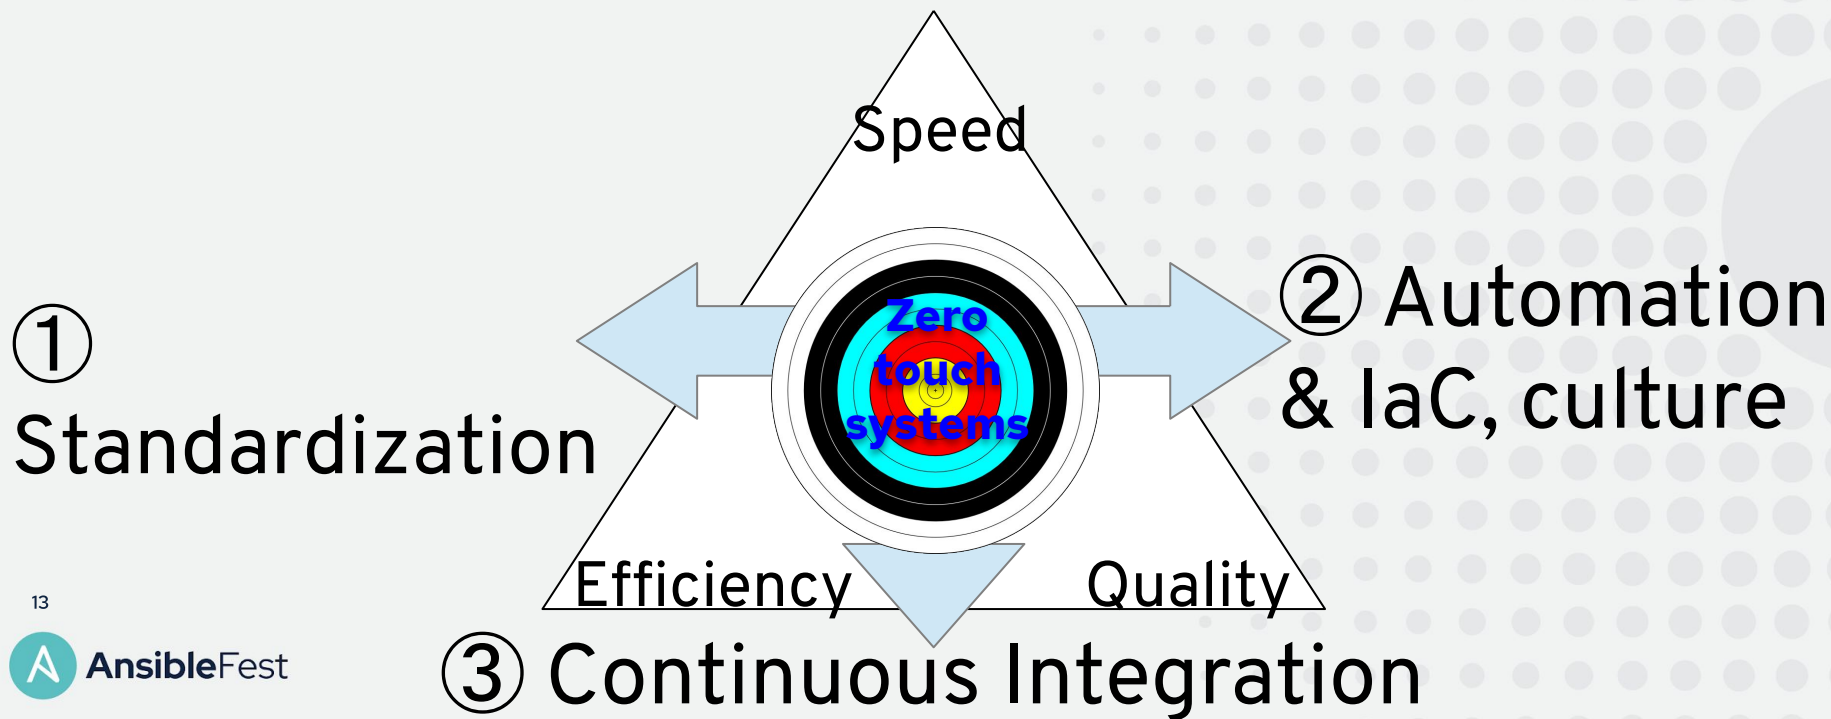 Speed
Zero
touch
systems
①
Standardization
② Automation
& IaC, culture
Efficiency
Quality
③ Continuous Integration
13
AnsibleFest